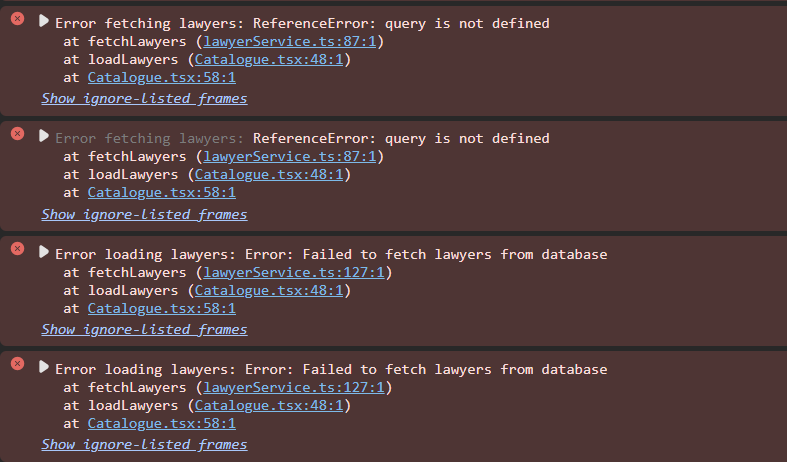 Error fetching lawyers: ReferenceError: query is not defined
at fetchLawyers (lawyerService.ts:87:1)
at loadLawyers (Catalogue.tsx:48:1)
at Catalogue.tsx:58:1
Show ignore-listed frames
Error fetching lawyers: ReferenceError: query is not defined
at fetchLawyers (lawyerService.ts:87:1)
at loadLawyers (Catalogue.tsx:48:1)
at Catalogue.tsx:58:1
Show ignore-listed frames
Error loading lawyers: Error: Failed to fetch lawyers from database
at fetchLawyers (lawyerService.ts:127:1)
at loadLawyers (Catalogue.tsx:48:1)
at Catalogue.tsx:58:1
Show ignore-listed frames
Error loading lawyers: Error: Failed to fetch lawyers from database
at fetchLawyers (lawyerService.ts:127:1)
at loadLawyers (Catalogue.tsx:48:1)
at Catalogue.tsx:58:1
Show ignore-listed frames